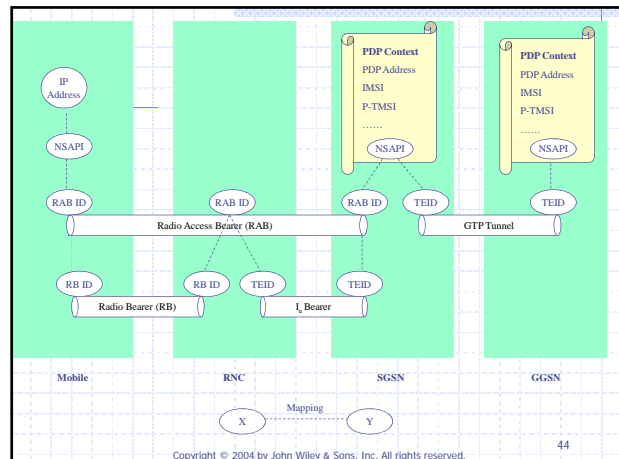 PDP Context
PDP Address
IMSI
P-TMSI
......
PDP Context
PDP Address
IMSI
P-TMSI
......
IP
Address
NSAPI
NSAPI
NSAPI
RAB ID
RAB ID
RAB ID
TEID
TEID
Radio Access Bearer (RAB)
GTP Tunnel
RB ID
RB ID
TEID
TEID
Radio Bearer (RB)
Iu Bearer
Mobile
RNC
SGSN
GGSN
Mapping
X
Y
44
Copyright © 2004 by John Wiley & Sons, Inc. All rights reserved.